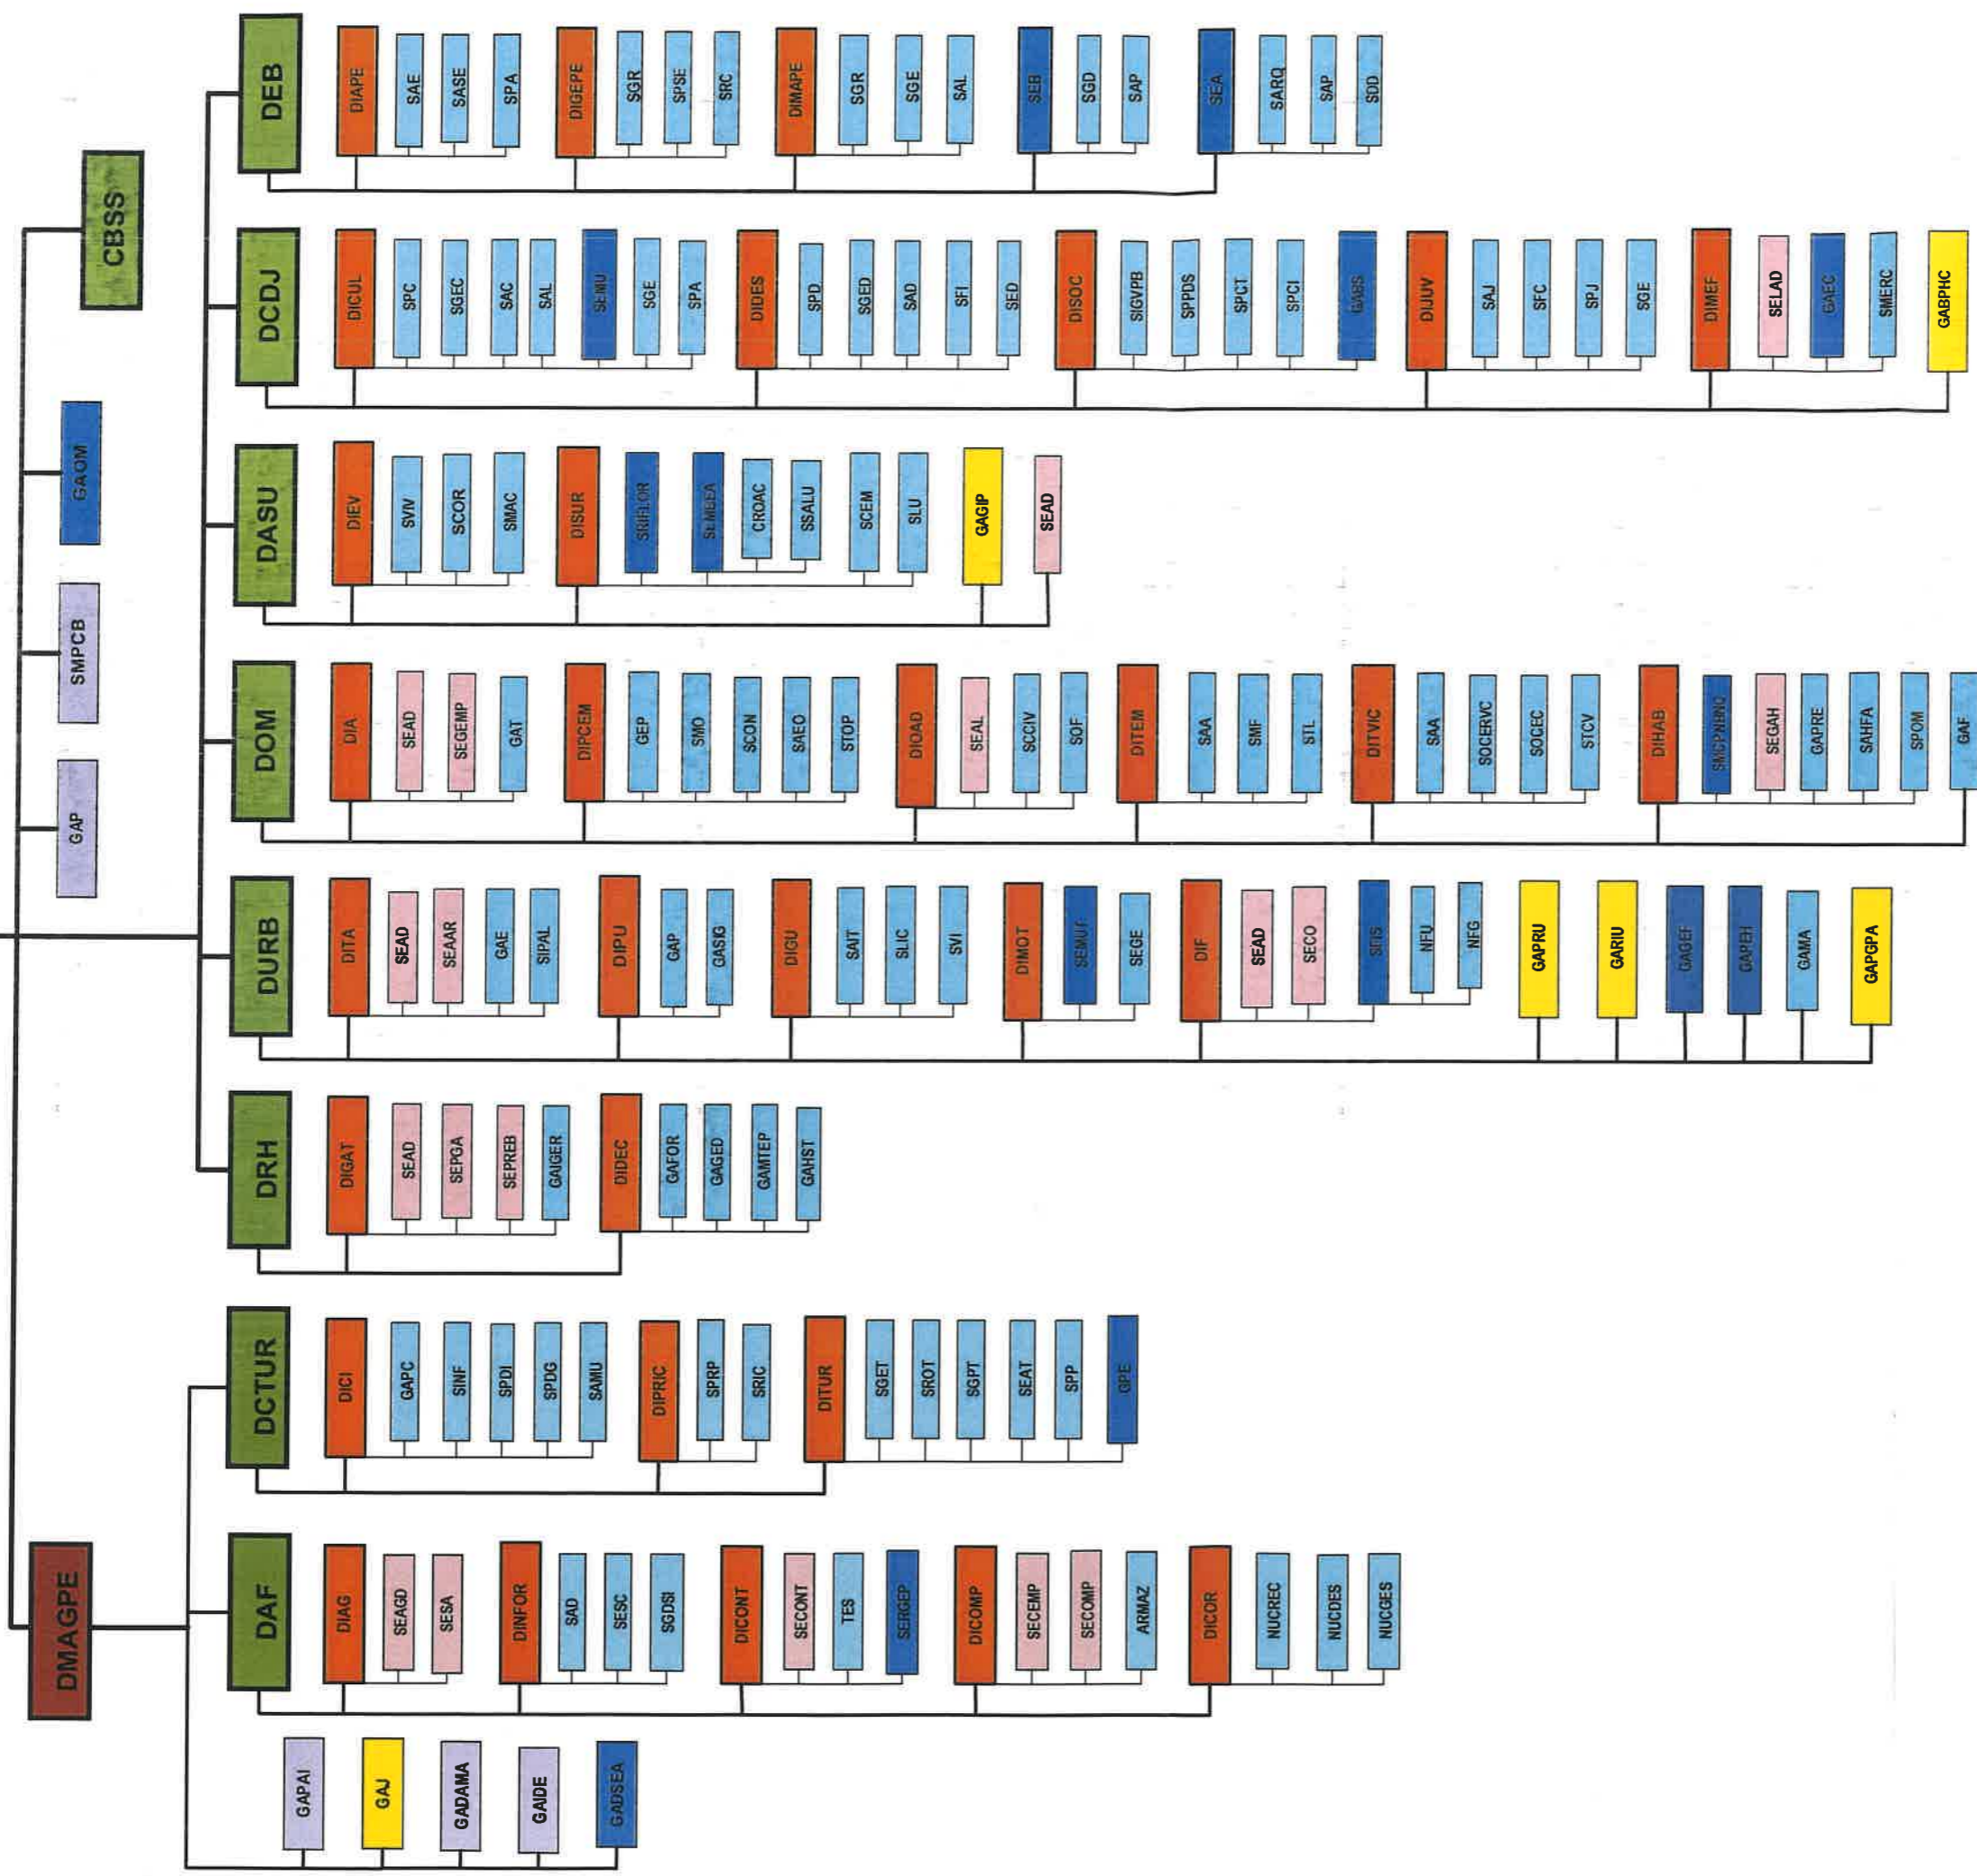 DMAGPE
GAP
SMPCB
GAOM
CBSS
GAPAI
GAJ
GADAMA
GAIDE
GADSEA
DAF
DIAG
SEAGD
SESA
DINFOR
SAD
SESC
SGDSI
DICONT
SECONT
TES
SERGEP
DICOMP
SECEMP
SECOMP
ARMAZ
DICOR
NUCREC
NUCDES
NUCGES
DCTUR
DICI
GAPC
SINF
SPDI
SPDG
SAMU
DIPRIC
SPRP
SRIC
DITUR
SGET
SROT
SGPT
SEAT
SPP
GPE
DRH
DIGAT
SEAD
SEPGA
SEPREB
GAIGER
DIDEC
GAFOR
GAGED
GAMTEP
GAHST
DURB
DITA
SEAD
SEAAR
GAE
SIPAL
DIPU
GAP
GASIG
DIGU
SAIT
SLIC
SVI
DIMOT
SEMUT
SEGE
DIF
SEAD
SECO
SFIS
NFU
NFG
GAPRU
GARIU
GAGEF
GAPEH
GAMA
GAPGPA
DOM
DIA
SEAD
SEGEMP
GAT
DIPCEM
GEP
SMO
SCON
SAEO
STOP
DIOAD
SEAL
SCCIV
SOF
DITEM
SAA
SMF
STL
DITVIC
SAA
SOCERVC
SOCEC
STCV
DIHAB
SEGAH
GAPRE
SAHFA
SPOM
GAF
DASU
DIEV
SVIV
SCOR
SMAC
DISUR
SRIFLOR
SEMELEA
CROAC
SSALU
SCEM
SLU
GAGIP
SEAD
DCDJ
DICUL
SPC
SGEC
SAC
SAL
SEMU
SGE
SPA
DIDES
SPD
SGED
SAD
SFI
SED
DISOC
SIGVPB
SPPDS
SPCT
SPCI
GABS
DIJUV
SAJ
SFC
SPJ
SGE
DIMEF
SELAD
GAEC
SMERC
GABPHC
DEB
DIAPE
SAE
SASE
SPA
DIGEPE
SGR
SPSE
SRC
DIMAPE
SGR
SGE
SAL
SEB
SGD
SAP
SEA
SARQ
SAP
SDD